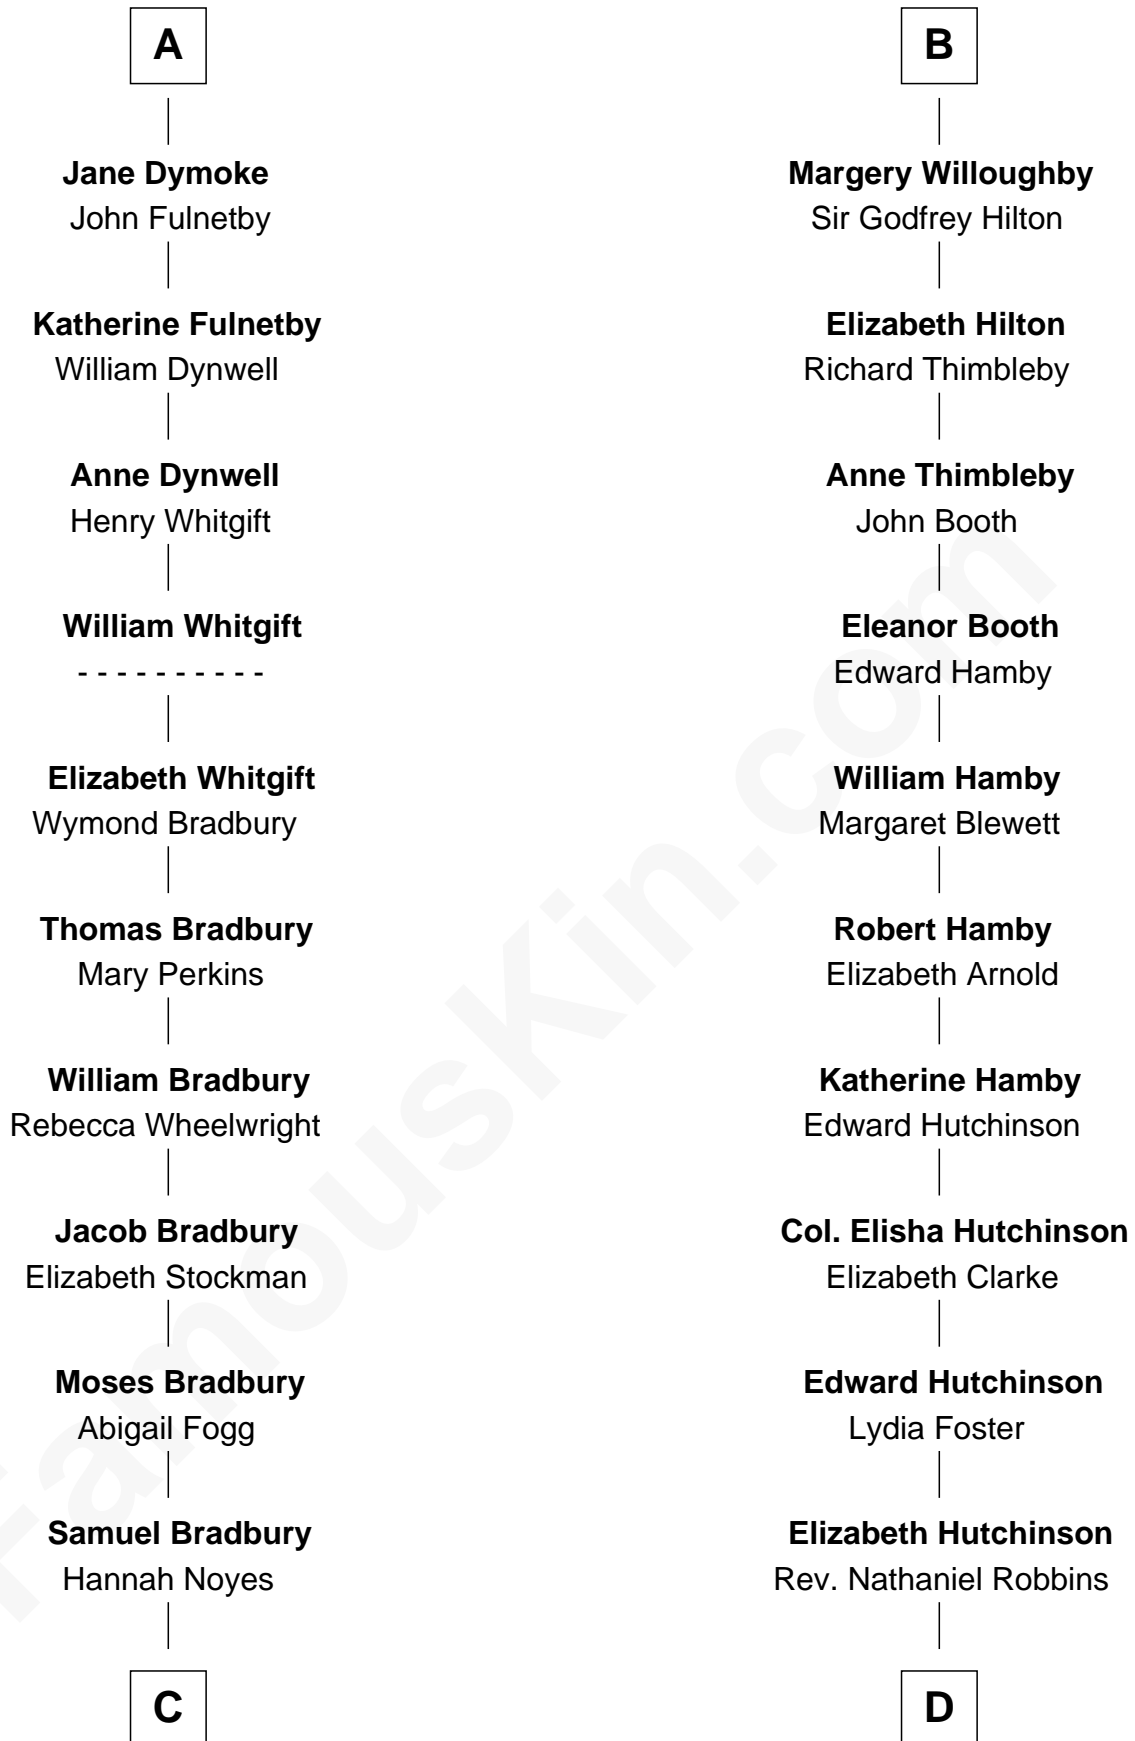 A
Jane Dymoke
John Fulnetby
Katherine Fulnetby
William Dynwell
Anne Dynwell
Henry Whitgift
William Whitgift
- - - - - - - - - -
Elizabeth Whitgift
Wymond Bradbury
Thomas Bradbury
Mary Perkins
William Bradbury
Rebecca Wheelwright
Jacob Bradbury
Elizabeth Stockman
Moses Bradbury
Abigail Fogg
Samuel Bradbury
Hannah Noyes
C
B
Margery Willoughby
Sir Godfrey Hilton
Elizabeth Hilton
Richard Thimbleby
Anne Thimbleby
John Booth
Eleanor Booth
Edward Hamby
William Hamby
Margaret Blewett
Robert Hamby
Elizabeth Arnold
Katherine Hamby
Edward Hutchinson
Col. Elisha Hutchinson
Elizabeth Clarke
Edward Hutchinson
Lydia Foster
Elizabeth Hutchinson
Rev. Nathaniel Robbins
D
FamousKin.com